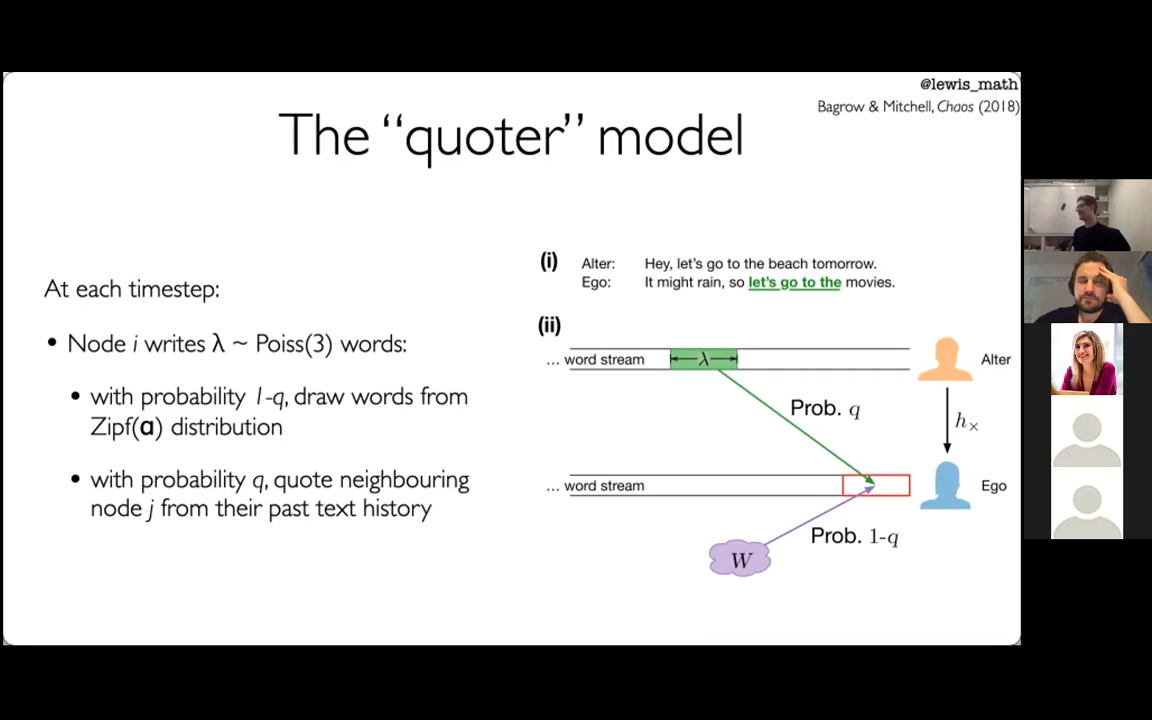 @lewis_math
Bagrow & Mitchell, Chaos (2018)
The “quoter” model
At each timestep:
• Node i writes λ ~ Poiss(3) words:
• with probability 1-q, draw words from
Zipf(α) distribution
• with probability q, quote neighbouring
node j from their past text history
(i)
Alter: Hey, let's go to the beach tomorrow.
Ego: It might rain, so let's go to the movies.
(ii)
... word stream
λ
Alter
Prob. q
h×
... word stream
Ego
Prob. 1-q
W